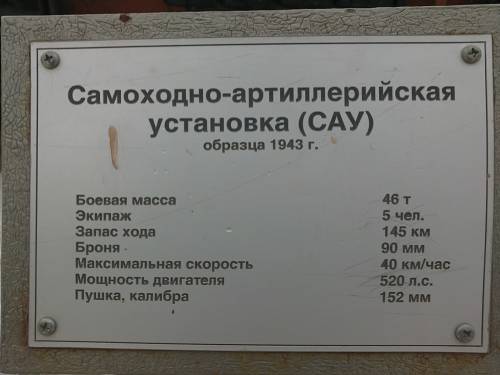 Самоходно-артиллерийская
установка (САУ)
образца 1943 г.
Боевая масса 46 т
Экипаж 5 чел.
Запас хода 145 км
Броня 90 мм
Максимальная скорость 40 км/час
Мощность двигателя 520 л.с.
Пушка, калибра 152 мм